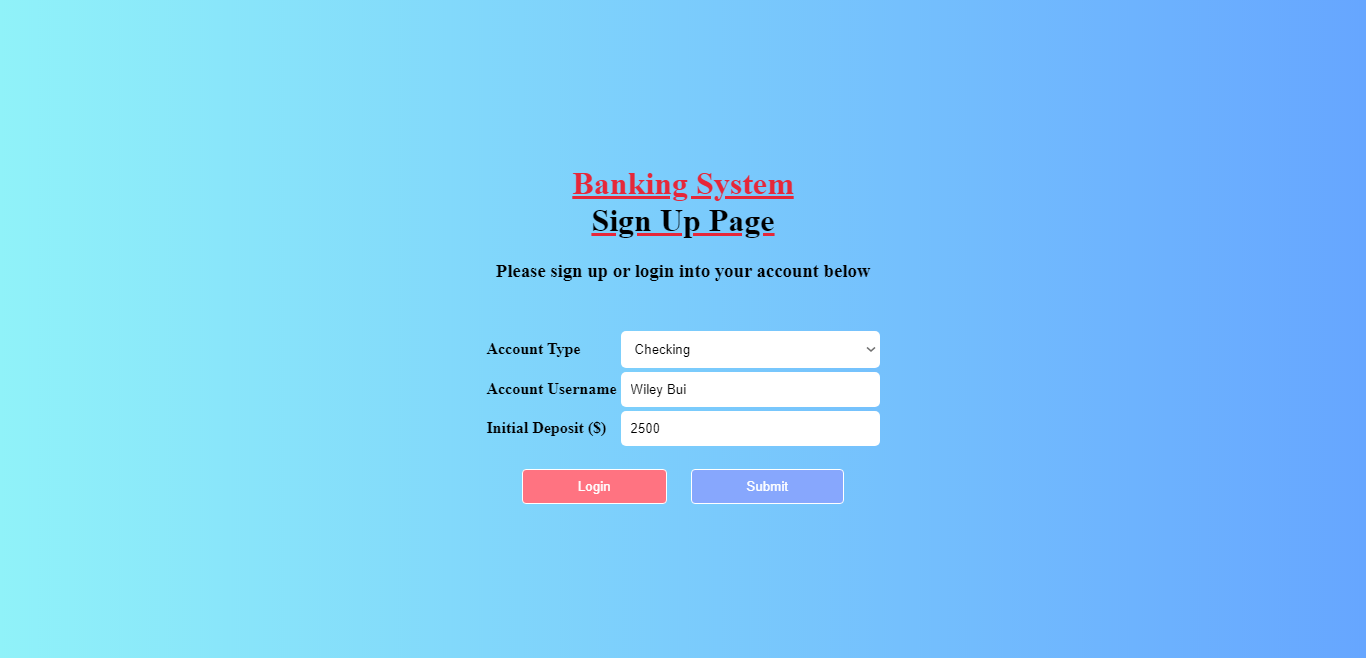 Banking System
Sign Up Page
Please sign up or login into your account below
Account Type Checking
Account Username Wiley Bui
Initial Deposit ($) 2500
Login Submit